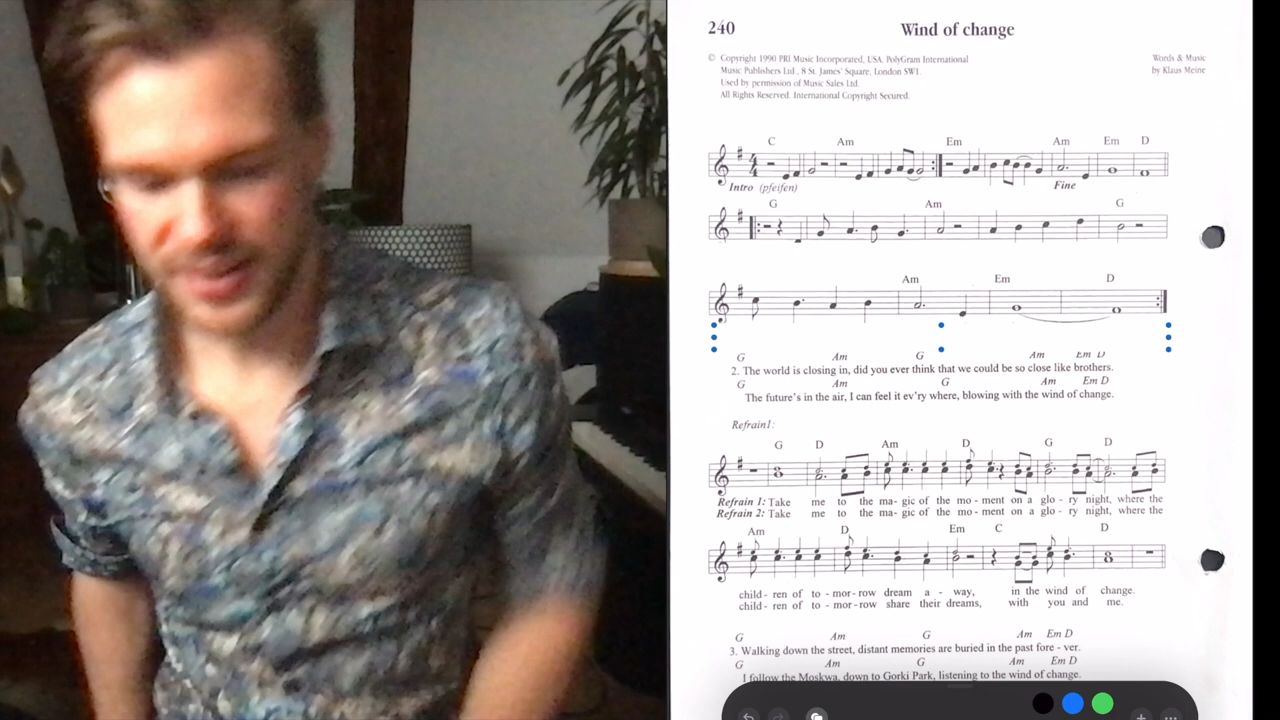 240
Wind of change
© Copyright 1990 PRI Music Incorporated, USA. PolyGram International
Music Publishers Ltd., 8 St. James' Square, London SW1.
Used by permission of Music Sales Ltd.
All Rights Reserved. International Copyright Secured.
Words & Music
by Klaus Meine
C Am Em Am Em D
Intro (pfeifen) Fine
G Am G
Am Em D
G Am G Am Em D
2. The world is closing in, did you ever think that we could be so close like brothers.
G Am G Am Em D
The future's in the air, I can feel it ev'ry where, blowing with the wind of change.
Refrain1:
G D Am D G D
Refrain 1: Take me to the ma- gic of the mo - ment on a glo - ry night, where the
Refrain 2: Take me to the ma- gic of the mo - ment on a glo - ry night, where the
Am D Em C D
child - ren of to - mor - row dream a - way, in the wind of change.
child - ren of to - mor - row share their dreams, with you and me.
G Am G Am Em D
3. Walking down the street, distant memories are buried in the past fore - ver.
G Am G Am Em D
I follow the Moskwa, down to Gorki Park, listening to the wind of change.